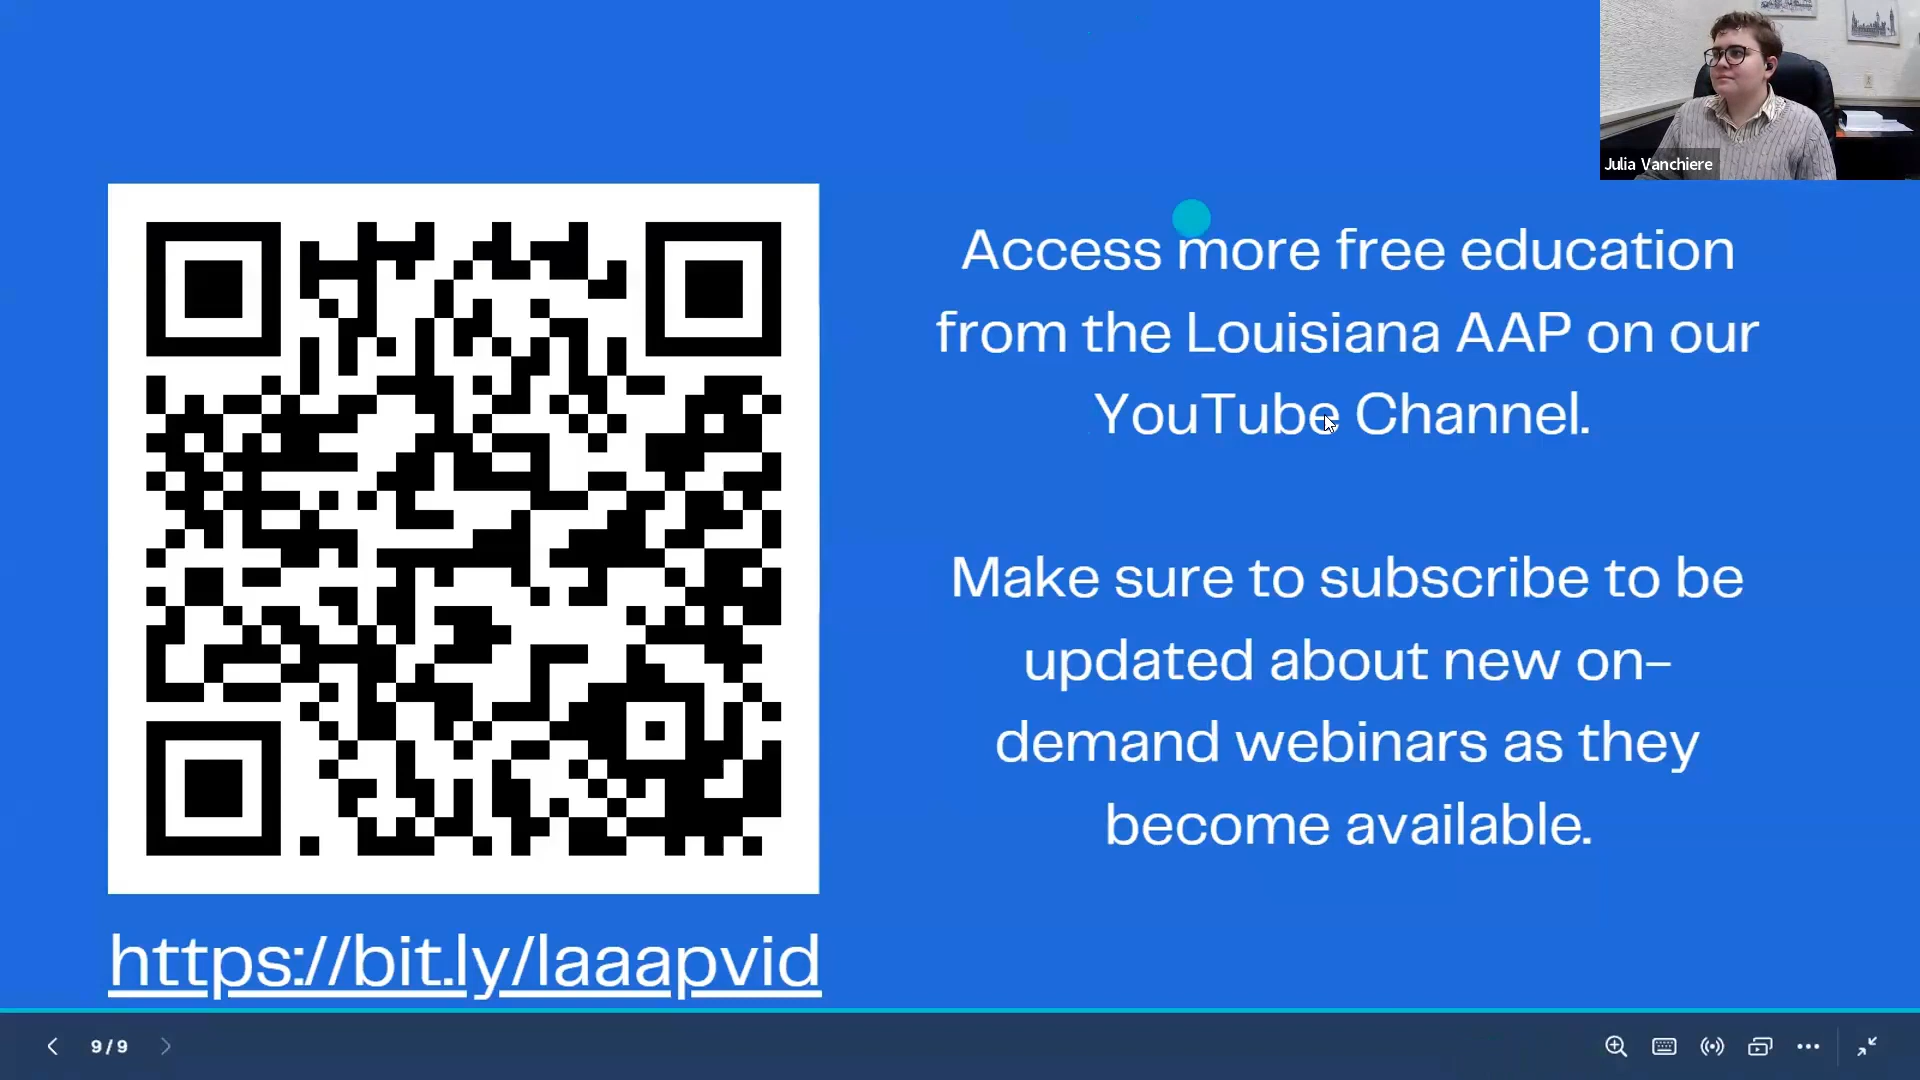 Julia Vanchiere
Access more free education
from the Louisiana AAP on our
YouTube Channel.
Make sure to subscribe to be
updated about new on-
demand webinars as they
become available.
https://bit.ly/laaapvid
9/9